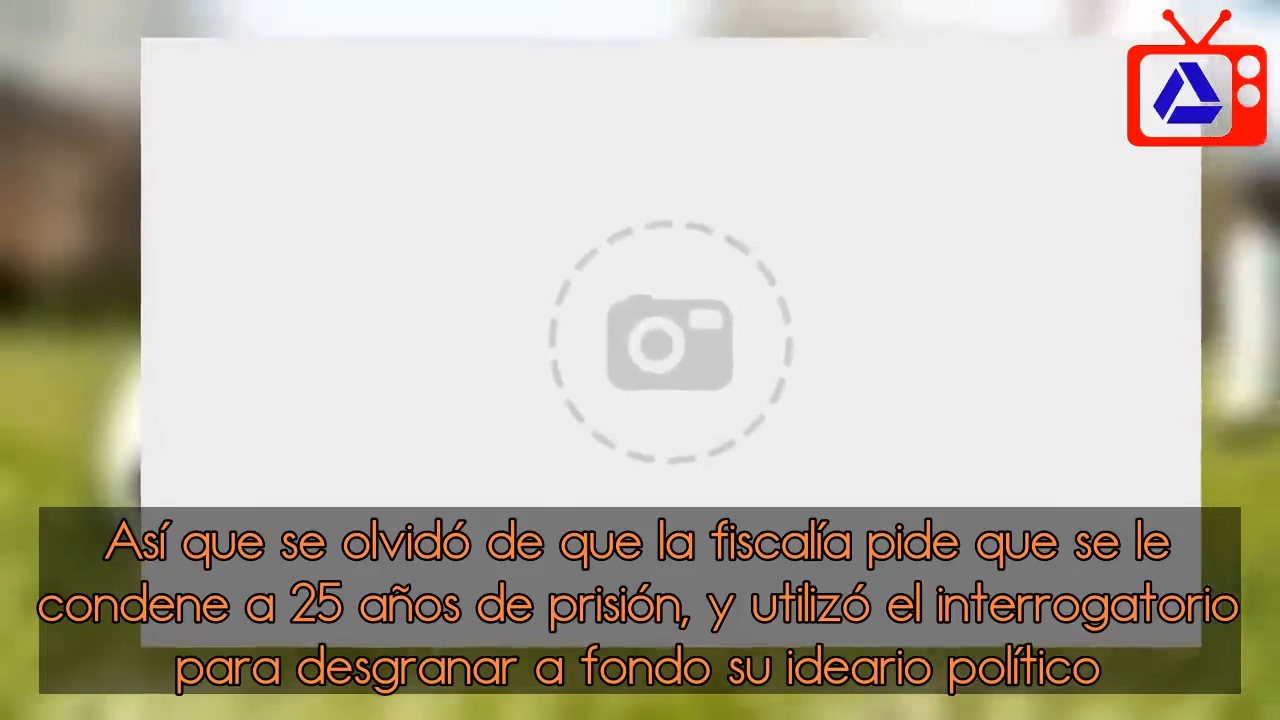 Así que se olvidó de que la fiscalía pide que se le
condene a 25 años de prisión, y utilizó el interrogatorio
para desgranar a fondo su ideario político